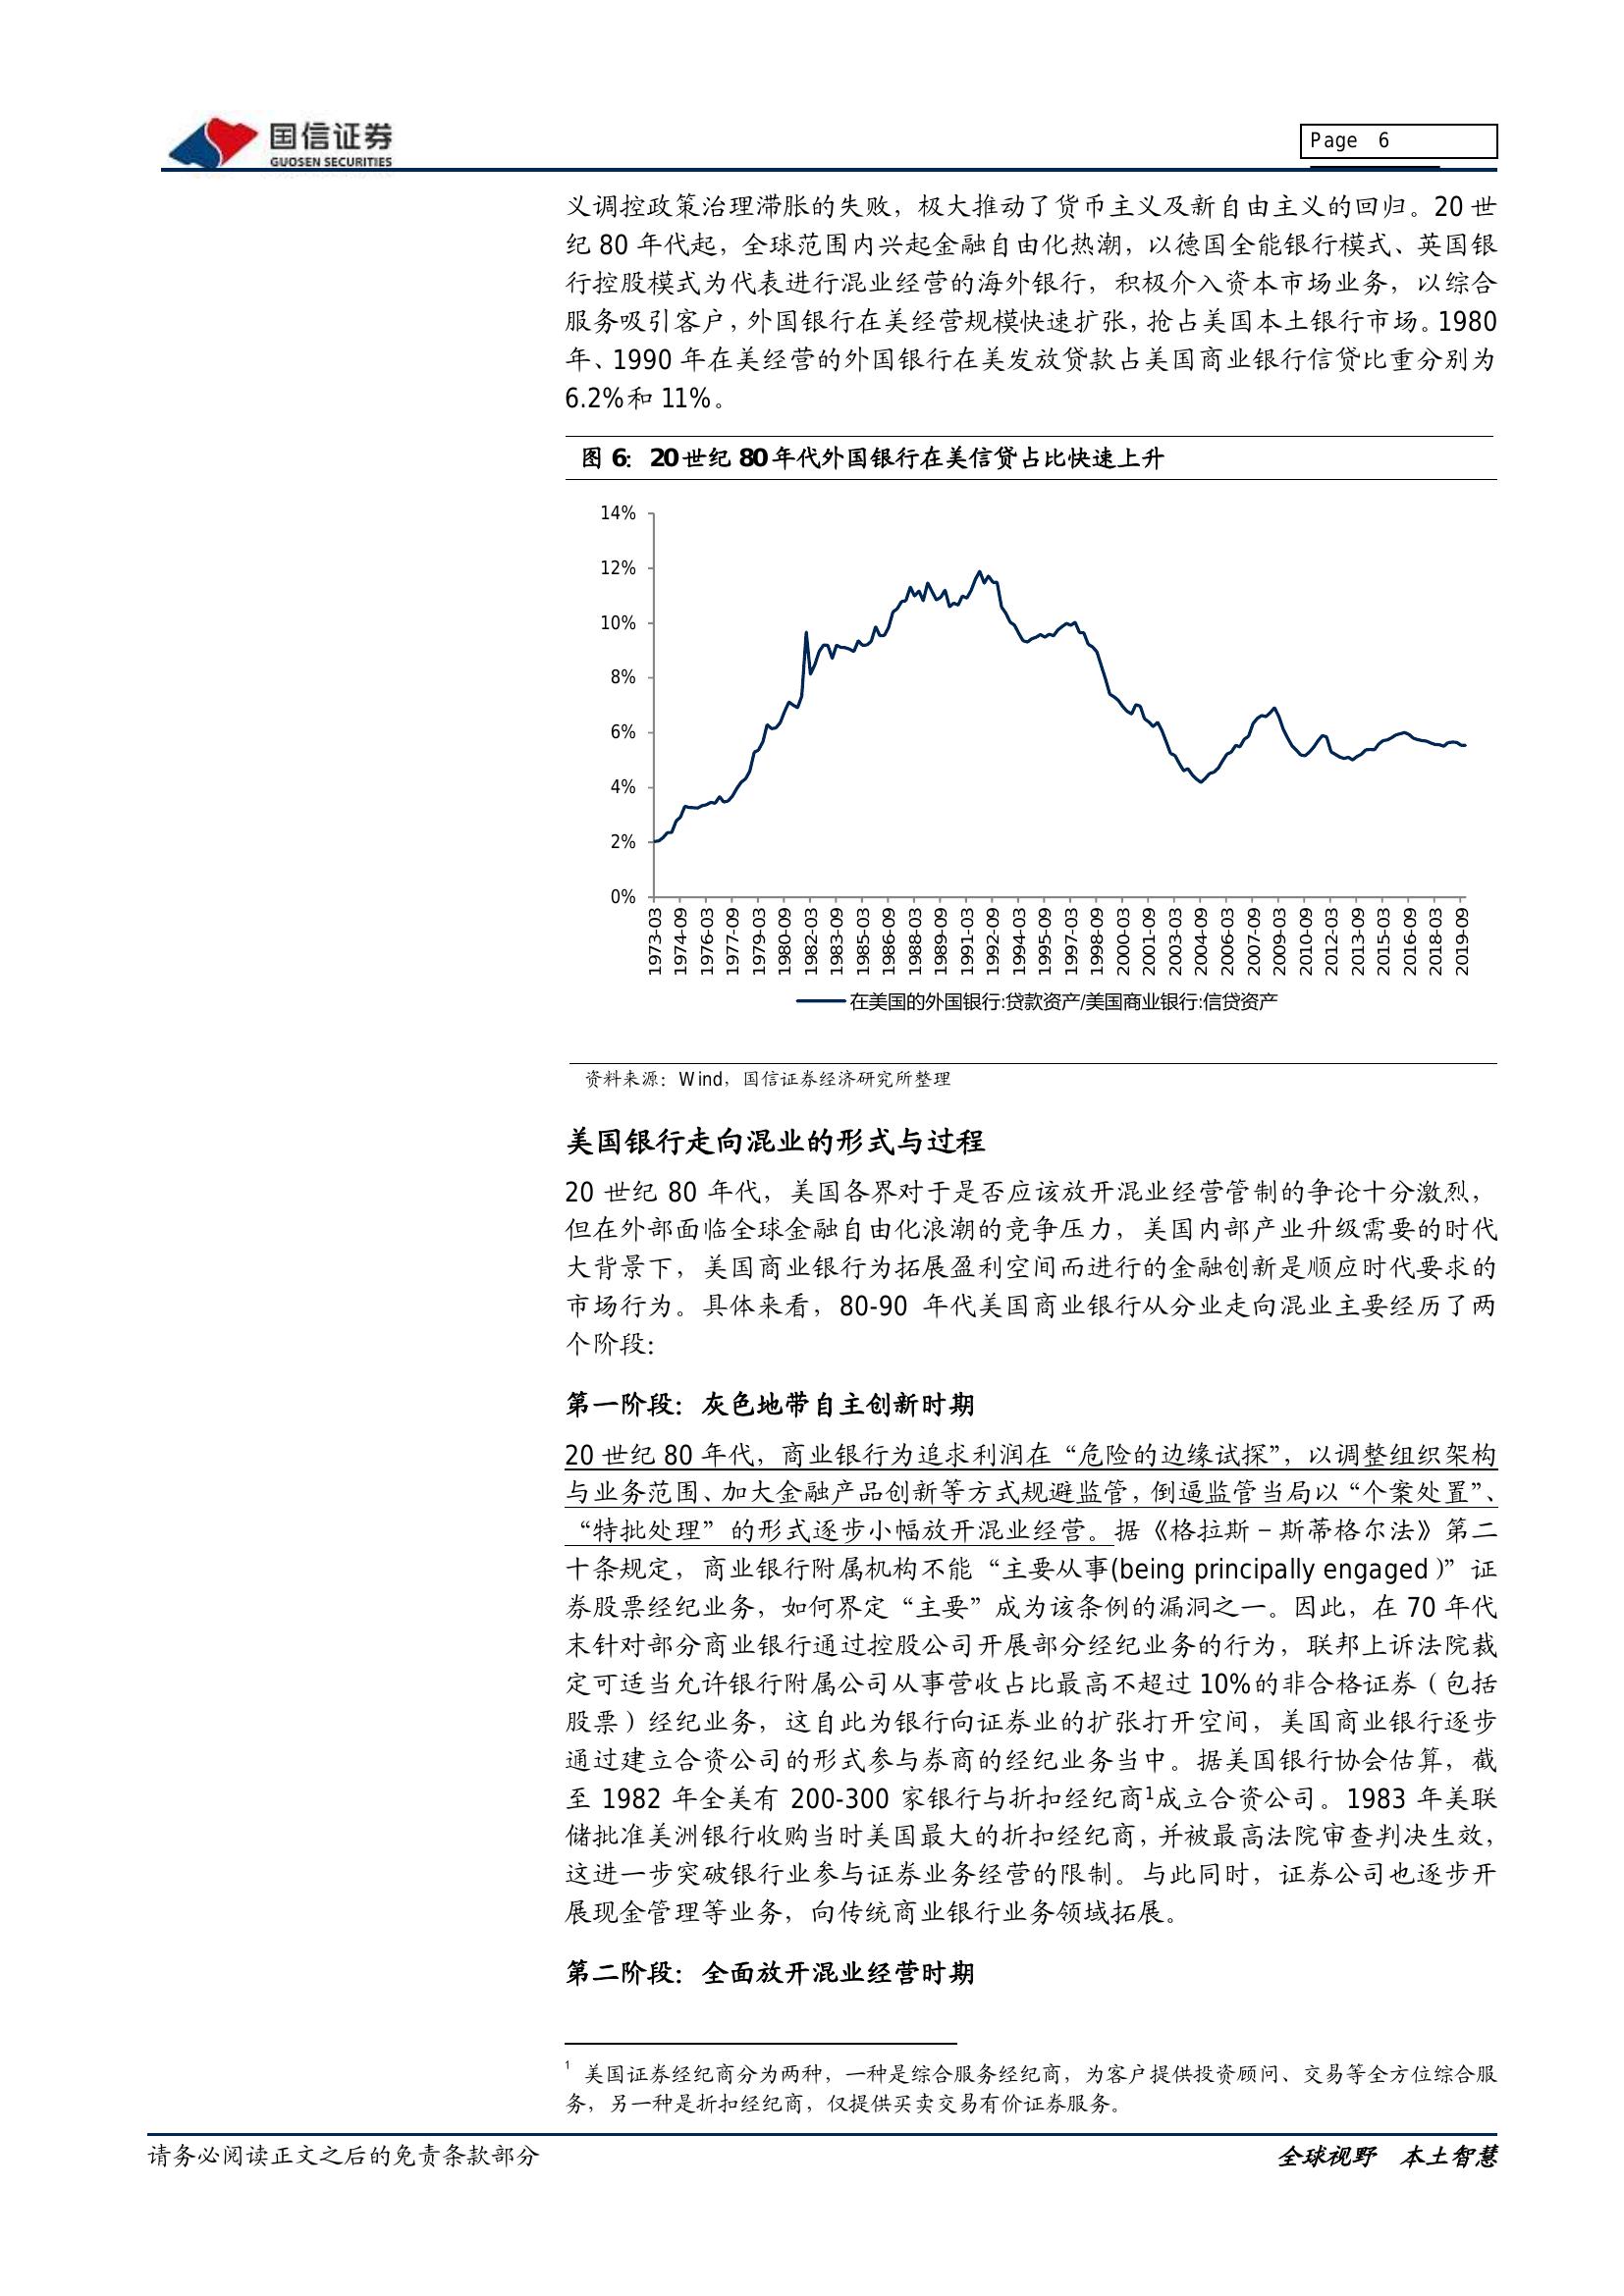 国信证券
GUOSEN SECURITIES
Page 6
义调控政策治理滞胀的失败，极大推动了货币主义及新自由主义的回归。20 世
纪 80 年代起，全球范围内兴起金融自由化热潮，以德国全能银行模式、英国银
行控股模式为代表进行混业经营的海外银行，积极介入资本市场业务，以综合
服务吸引客户，外国银行在美经营规模快速扩张，抢占美国本土银行市场。1980
年、1990 年在美经营的外国银行在美发放贷款占美国商业银行信贷比重分别为
6.2%和 11%。
图 6：20世纪 80年代外国银行在美信贷占比快速上升
14%
12%
10%
8%
6%
4%
2%
0%
1973-03
1974-09
1976-03
1977-09
1979-03
1980-09
1982-03
1983-09
1985-03
1986-09
1988-03
1989-09
1991-03
1992-09
1994-03
1995-09
1997-03
1998-09
2000-03
2001-09
2003-03
2004-09
2006-03
2007-09
2009-03
2010-09
2012-03
2013-09
2015-03
2016-09
2018-03
2019-09
在美国的外国银行:贷款资产/美国商业银行:信贷资产
资料来源：Wind，国信证券经济研究所整理
美国银行走向混业的形式与过程
20 世纪 80 年代，美国各界对于是否应该放开混业经营管制的争论十分激烈，
但在外部面临全球金融自由化浪潮的竞争压力，美国内部产业升级需要的时代
大背景下，美国商业银行为拓展盈利空间而进行的金融创新是顺应时代要求的
市场行为。具体来看，80-90 年代美国商业银行从分业走向混业主要经历了两
个阶段：
第一阶段：灰色地带自主创新时期
20 世纪 80 年代，商业银行为追求利润在“危险的边缘试探”，以调整组织架构
与业务范围、加大金融产品创新等方式规避监管，倒逼监管当局以“个案处置”、
“特批处理”的形式逐步小幅放开混业经营。据《格拉斯–斯蒂格尔法》第二
十条规定，商业银行附属机构不能“主要从事(being principally engaged )”证
券股票经纪业务，如何界定“主要”成为该条例的漏洞之一。因此，在 70 年代
末针对部分商业银行通过控股公司开展部分经纪业务的行为，联邦上诉法院裁
定可适当允许银行附属公司从事营收占比最高不超过 10%的非合格证券（包括
股票）经纪业务，这自此为银行向证券业的扩张打开空间，美国商业银行逐步
通过建立合资公司的形式参与券商的经纪业务当中。据美国银行协会估算，截
至 1982 年全美有 200-300 家银行与折扣经纪商¹成立合资公司。1983 年美联
储批准美洲银行收购当时美国最大的折扣经纪商，并被最高法院审查判决生效，
这进一步突破银行业参与证券业务经营的限制。与此同时，证券公司也逐步开
展现金管理等业务，向传统商业银行业务领域拓展。
第二阶段：全面放开混业经营时期
¹ 美国证券经纪商分为两种，一种是综合服务经纪商，为客户提供投资顾问、交易等全方位综合服
务，另一种是折扣经纪商，仅提供买卖交易有价证券服务。
请务必阅读正文之后的免责条款部分
全球视野 本土智慧